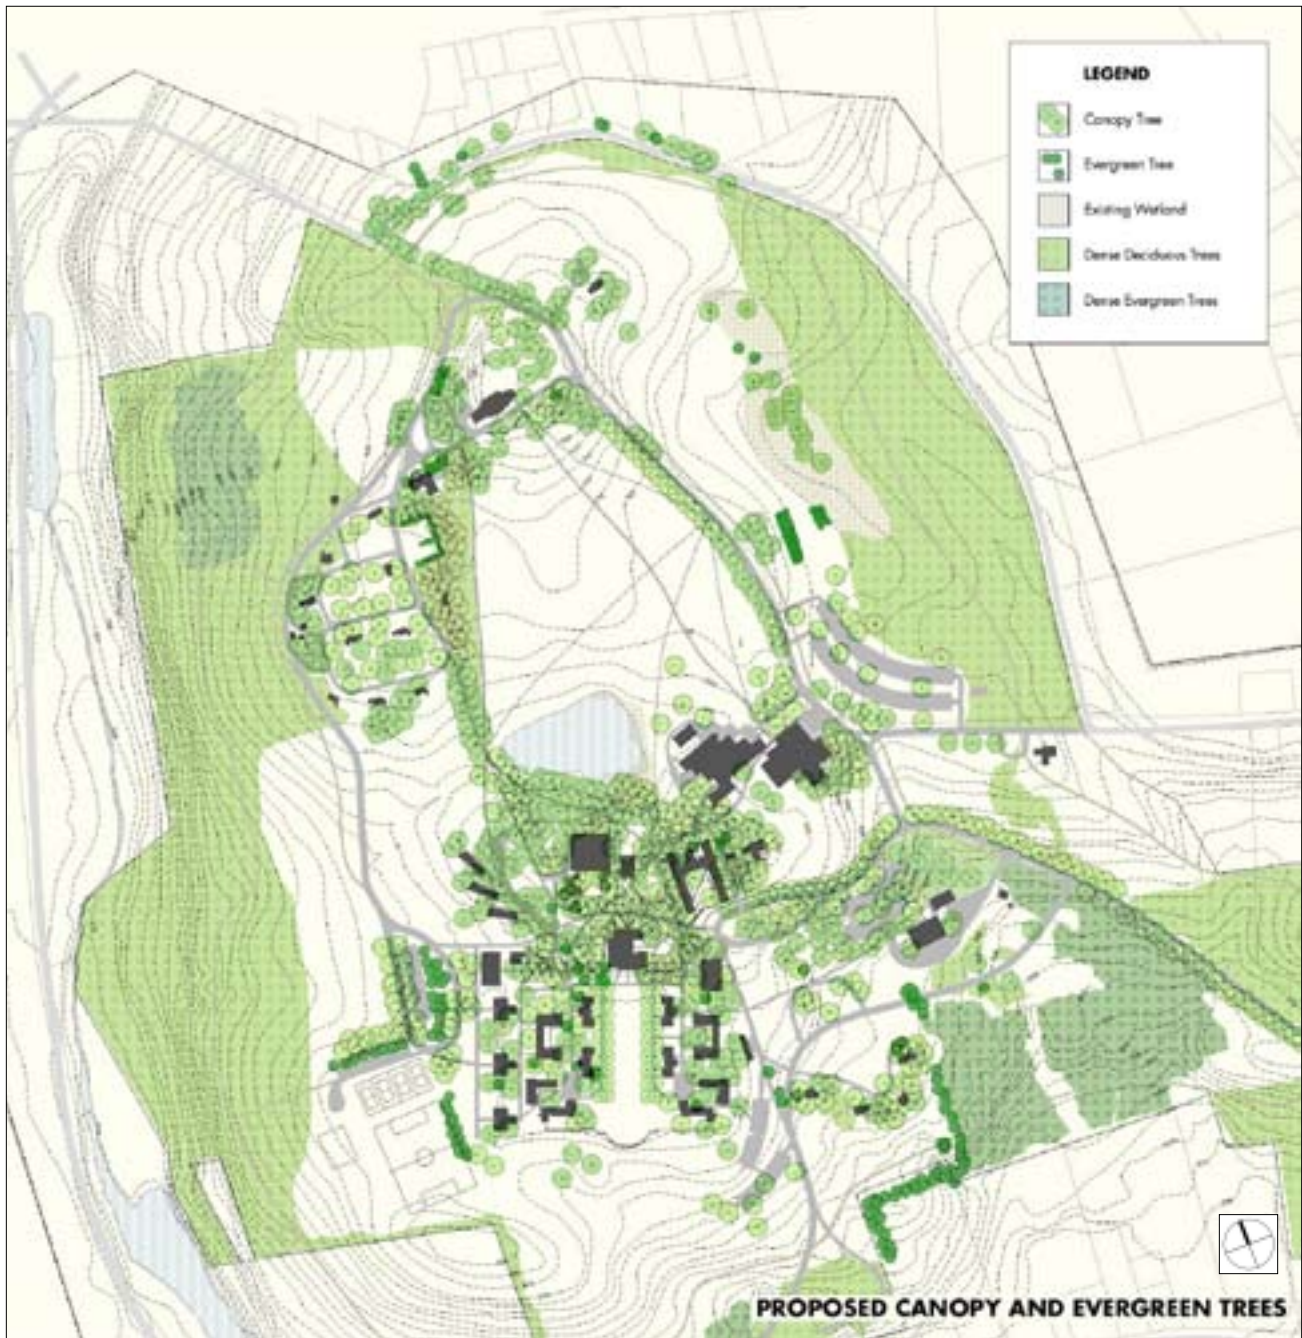 LEGEND
Canopy Tree
Evergreen Tree
Existing Wetland
Dense Deciduous Trees
Dense Evergreen Trees
PROPOSED CANOPY AND EVERGREEN TREES